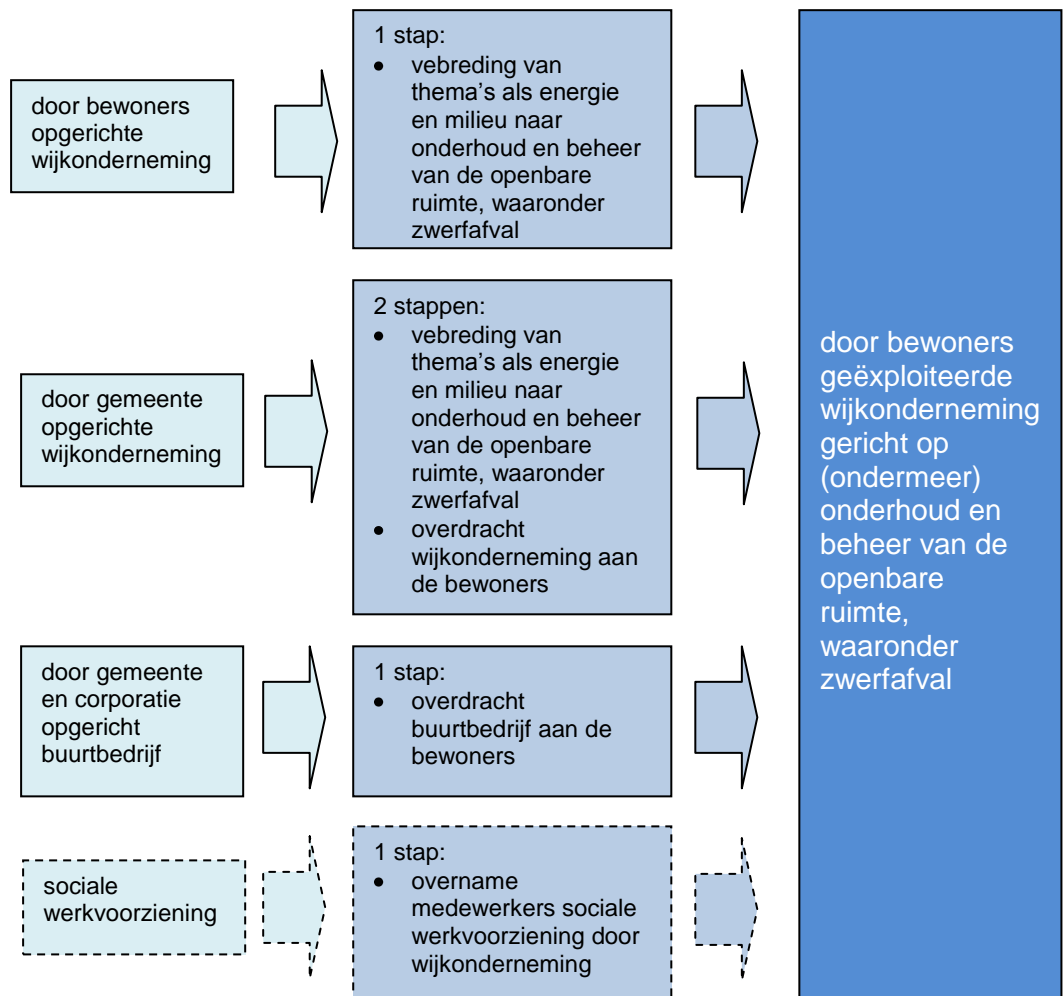 door bewoners
opgerichte
wijkonderneming
1 stap:
• vebreding van
thema's als energie
en milieu naar
onderhoud en beheer
van de openbare
ruimte, waaronder
zwerfafval
door gemeente
opgerichte
wijkonderneming
2 stappen:
• vebreding van
thema's als energie
en milieu naar
onderhoud en beheer
van de openbare
ruimte, waaronder
zwerfafval
• overdracht
wijkonderneming aan
de bewoners
door gemeente
en corporatie
opgericht
buurtbedrijf
1 stap:
• overdracht
buurtbedrijf aan de
bewoners
sociale
werkvoorziening
1 stap:
• overname
medewerkers sociale
werkvoorziening door
wijkonderneming
door bewoners
geëxploiteerde
wijkonderneming
gericht op
(ondermeer)
onderhoud en
beheer van de
openbare
ruimte,
waaronder
zwerfafval